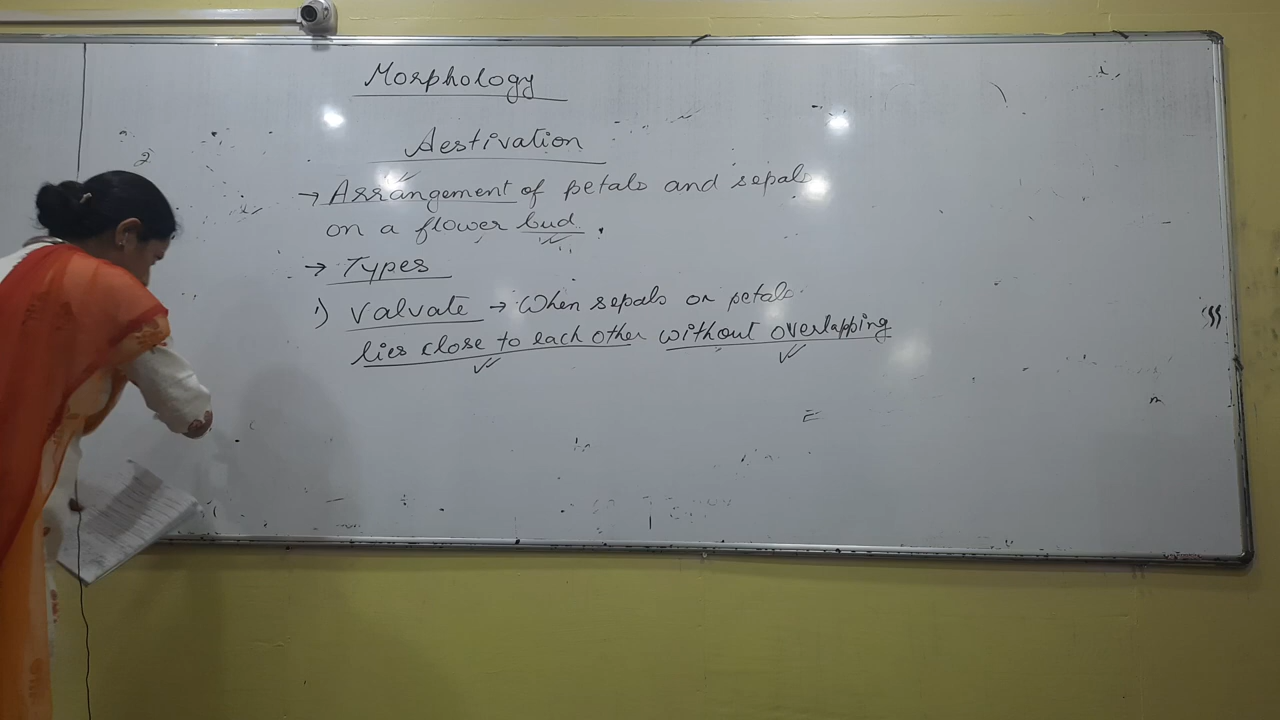 Morphology
Aestivation
→ Arrangement of petals and sepals
on a flower bud.
→ Types
i) Valvate → When sepals or petals
lies close to each other without overlapping